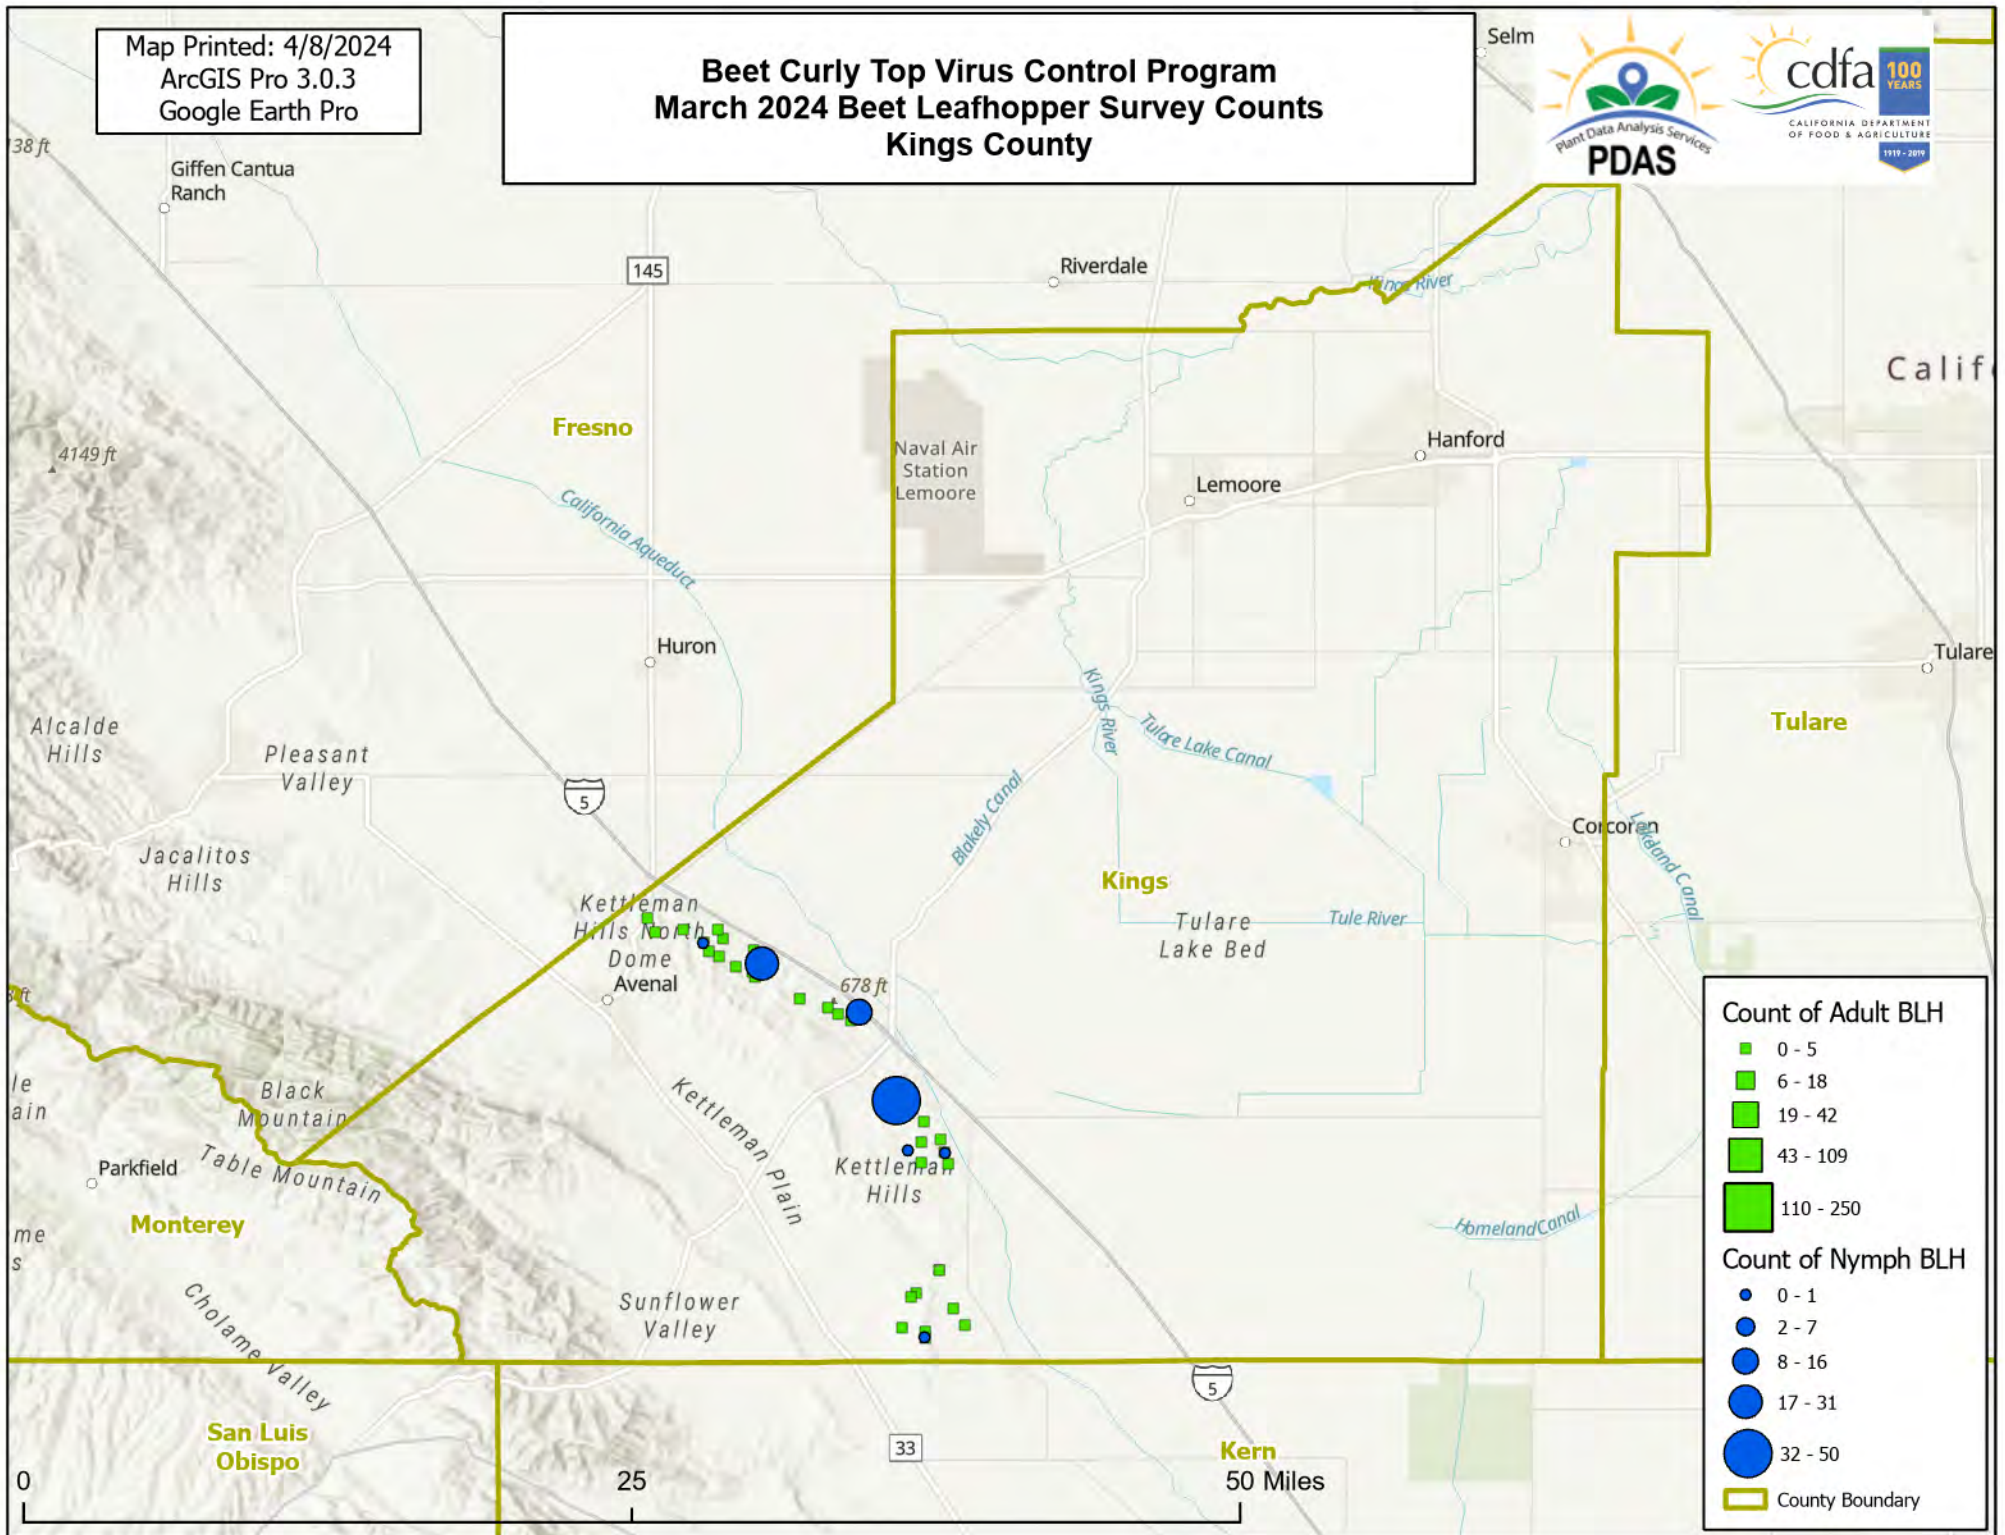 Map Printed: 4/8/2024
ArcGIS Pro 3.0.3
Google Earth Pro
Beet Curly Top Virus Control Program
March 2024 Beet Leafhopper Survey Counts
Kings County
Selm
Plant Data Analysis Services
PDAS
cdfa
100
YEARS
CALIFORNIA DEPARTMENT
OF FOOD & AGRICULTURE
1919 - 2019
138 ft
Giffen Cantua
Ranch
145
Riverdale
Kings River
Calif
Fresno
4149 ft
Naval Air
Station
Lemoore
Hanford
Lemoore
California Aqueduct
Huron
Tulare
Kings River
Tulare Lake Canal
Tulare
Alcalde
Hills
Pleasant
Valley
5
Blakely Canal
Corcoran
Lakeland Canal
Jacalitos
Hills
Kings
Kettleman
Hills North
Dome
Tulare
Lake Bed
Tule River
Avenal
678 ft
ft
Black
Mountain
Kettleman Plain
le
ain
Parkfield
Table Mountain
Kettleman
Hills
Monterey
Homeland Canal
me
s
Cholame Valley
Sunflower
Valley
5
San Luis
Obispo
33
Kern
0
25
50 Miles
Count of Adult BLH
0 - 5
6 - 18
19 - 42
43 - 109
110 - 250
Count of Nymph BLH
0 - 1
2 - 7
8 - 16
17 - 31
32 - 50
County Boundary